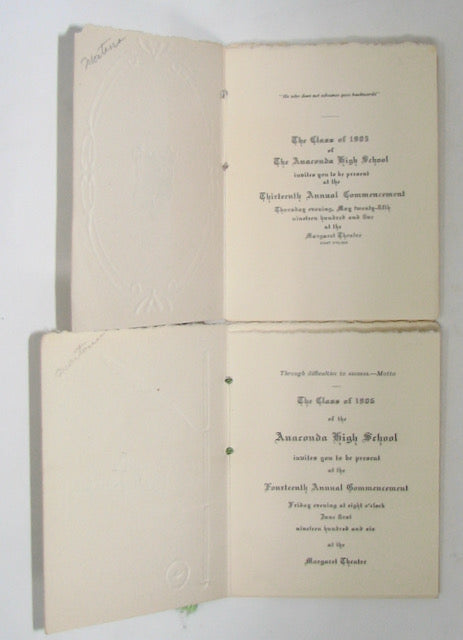 "He who does not advance goes backwards"
The Class of 1905
of
The Anaconda High School
invites you to be present
at the
Thirteenth Annual Commencement
Thursday evening, May twenty-fifth
nineteen hundred and five
at the
Margaret Theatre
Through difficulties to success.—Motto
The Class of 1906
of the
Anaconda High School
invites you to be present
at the
Fourteenth Annual Commencement
Friday evening at eight o'clock
June first
nineteen hundred and six
at the
Margaret Theatre